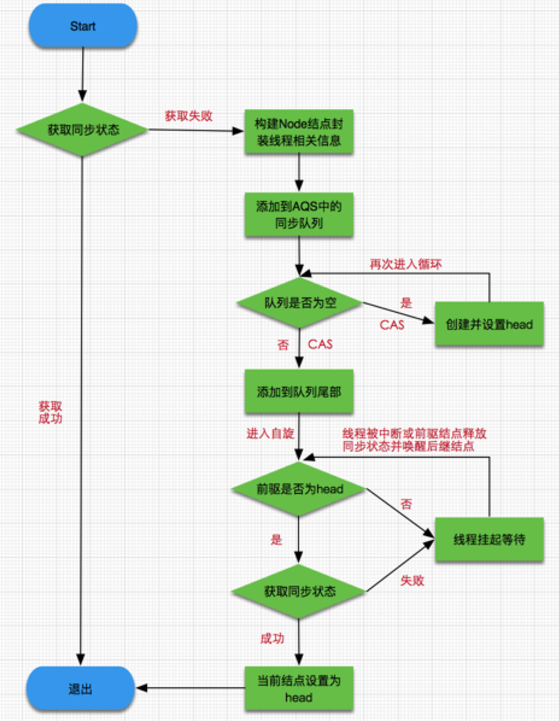 Start
获取同步状态
获取失败
构建Node结点封
装线程相关信息
添加到AQS中的
同步队列
再次进入循环
队列是否为空
是
CAS
创建并设置head
否
CAS
添加到队列尾部
获取
成功
进入自旋
线程被中断或前驱结点释放
同步状态并唤醒后继结点
前驱是否为head
否
线程挂起等待
是
获取同步状态
失败
成功
退出
当前结点设置为
head